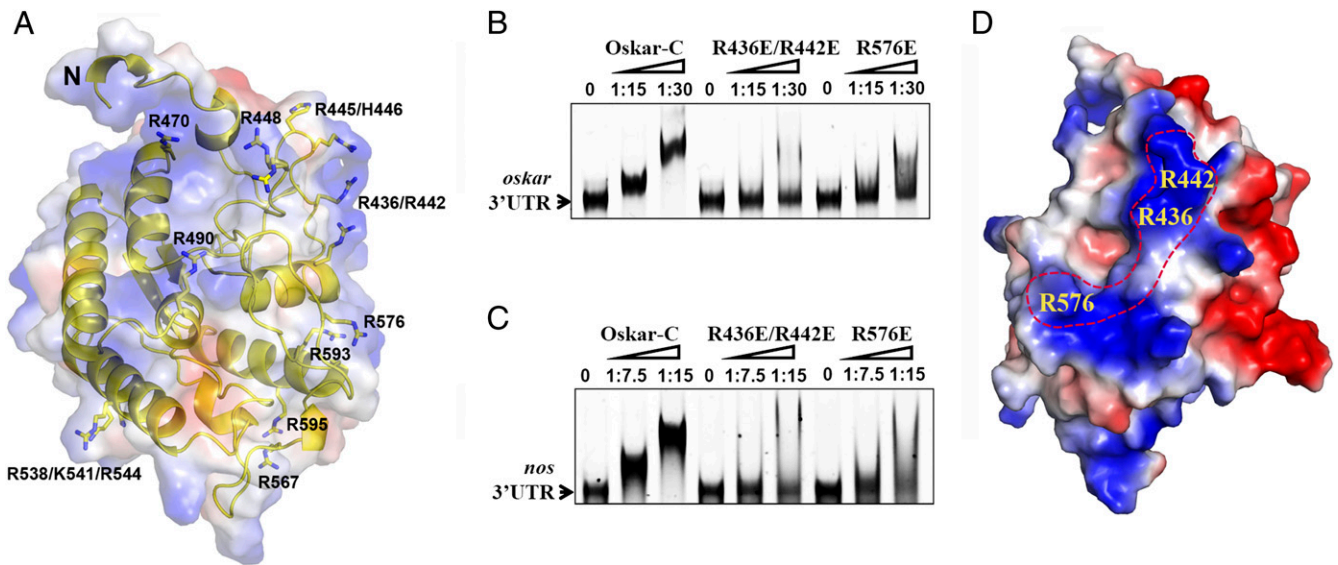 A
N
R470
R448
R445/H446
R436/R442
R490
R576
R593
R595
R567
R538/K541/R544
B
Oskar-C R436E/R442E R576E
0 1:15 1:30 0 1:15 1:30 0 1:15 1:30
oskar
3'UTR
C
Oskar-C R436E/R442E R576E
0 1:7.5 1:15 0 1:7.5 1:15 0 1:7.5 1:15
nos
3'UTR
D
R442
R436
R576